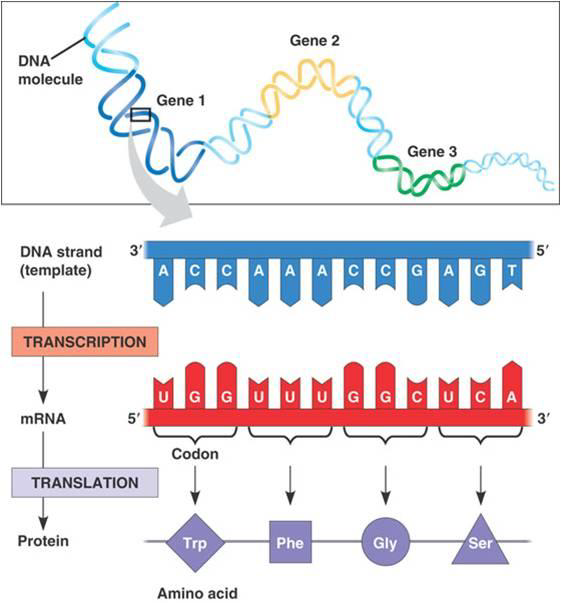 DNA
molecule
Gene 1
Gene 2
Gene 3
DNA strand
(template)
3′ 5′
A C C A A A C C G A G T
TRANSCRIPTION
mRNA
5′ 3′
U G G U U U G G C U C A
Codon
TRANSLATION
Protein
Trp Phe Gly Ser
Amino acid